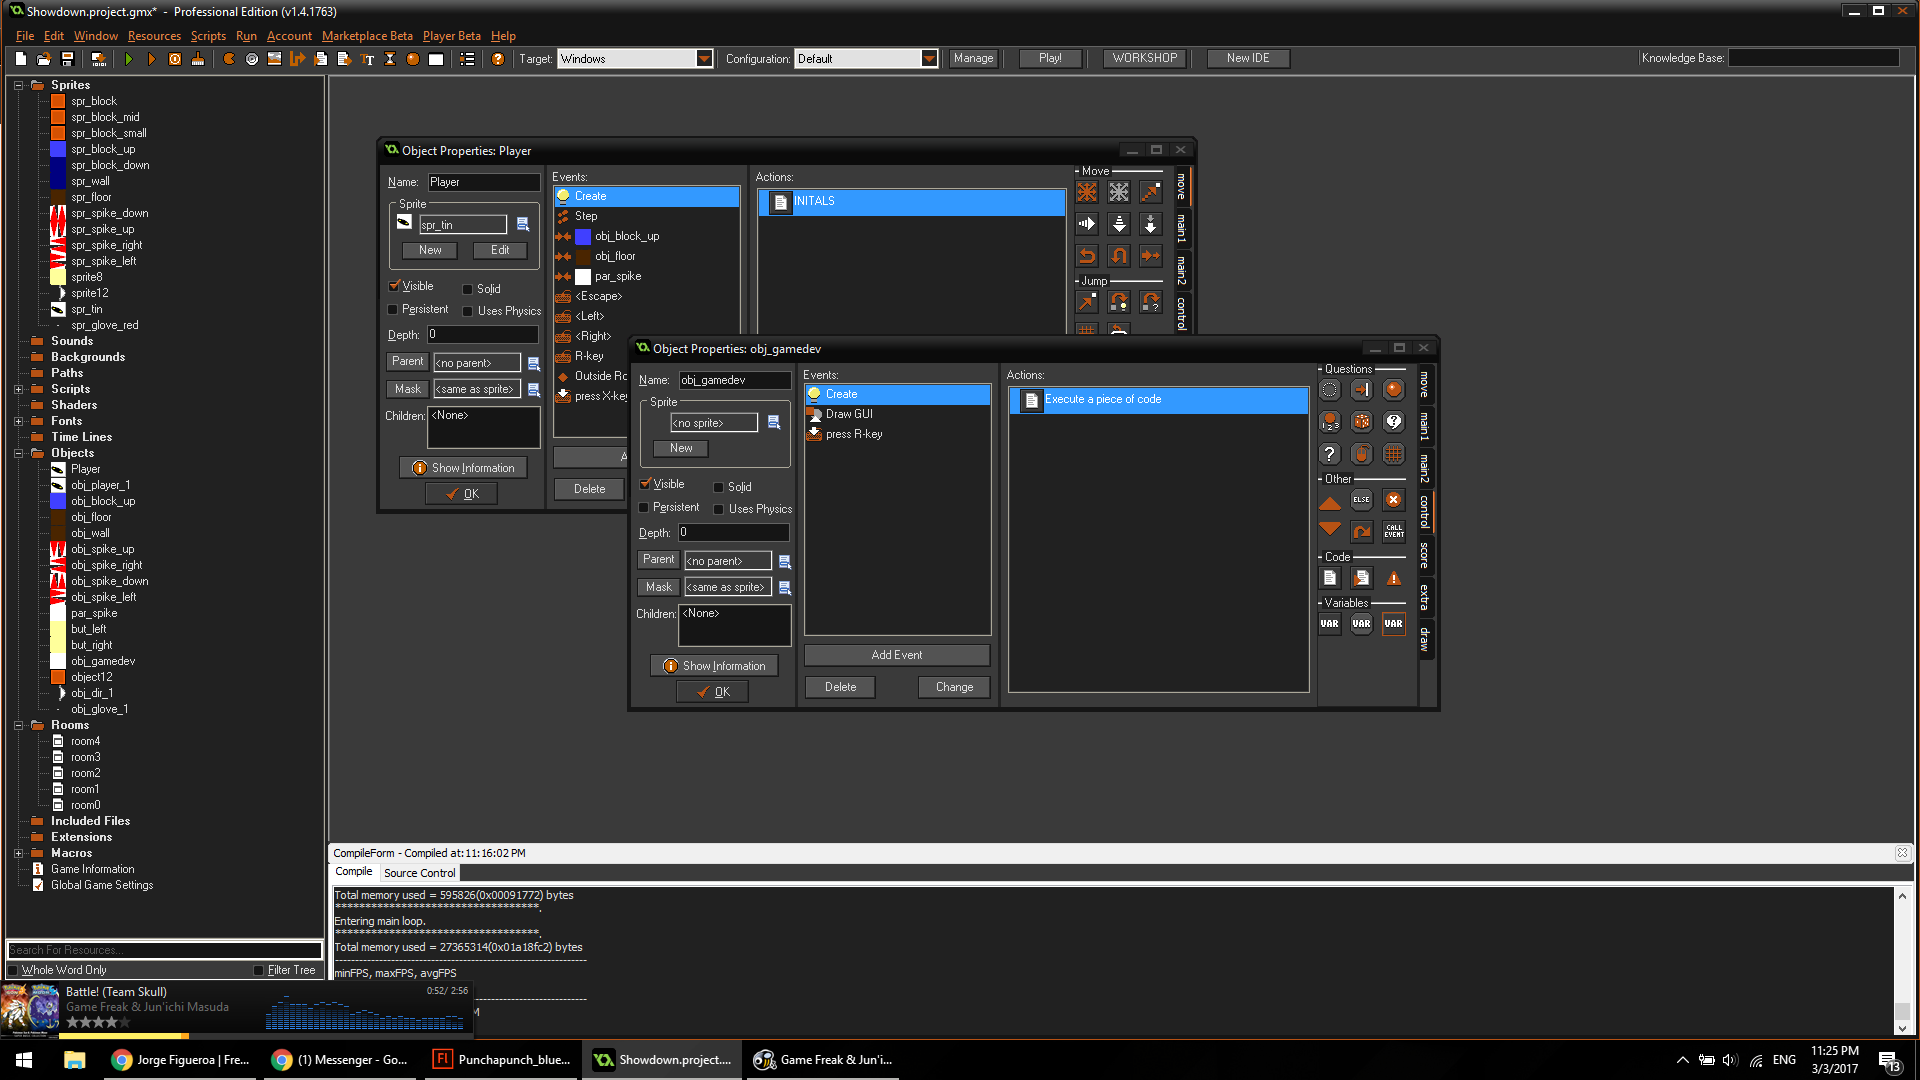 Showdown.project.gmx* - Professional Edition (v1.4.1763)
File Edit Window Resources Scripts Run Account Marketplace Beta Player Beta Help
Target: Windows Configuration: Default Manage Play! WORKSHOP New IDE Knowledge Base:
Sprites
spr_block
spr_block_mid
spr_block_small
spr_block_up
spr_block_down
spr_wall
spr_floor
spr_spike_down
spr_spike_up
spr_spike_right
spr_spike_left
sprite8
sprite12
spr_tin
spr_glove_red
Sounds
Backgrounds
Paths
Scripts
Shaders
Fonts
Time Lines
Objects
Player
obj_player_1
obj_block_up
obj_floor
obj_wall
obj_spike_up
obj_spike_right
obj_spike_down
obj_spike_left
par_spike
but_left
but_right
obj_gamedev
object12
obj_dir_1
obj_glove_1
Rooms
room4
room3
room2
room1
room0
Included Files
Extensions
Macros
Game Information
Global Game Settings
Search For Resources...
Whole Word Only Filter Tree
Object Properties: Player
Name: Player
Sprite
spr_tin
New Edit
Visible Solid
Persistent Uses Physics
Depth: 0
Parent <no parent>
Mask <same as sprite>
Children: <None>
Show Information
OK
Events:
Create
Step
obj_block_up
obj_floor
par_spike
<Escape>
<Left>
<Right>
R-key
Outside Ro
press X-key
A
Delete
Actions:
INITALS
Move
Jump
move
main1
main2
control
Object Properties: obj_gamedev
Name: obj_gamedev
Sprite
<no sprite>
New
Visible Solid
Persistent Uses Physics
Depth: 0
Parent <no parent>
Mask <same as sprite>
Children: <None>
Show Information
OK
Events:
Create
Draw GUI
press R-key
Add Event
Delete Change
Actions:
Execute a piece of code
Questions
Other
ELSE
CALL EVENT
Code
Variables
VAR VAR VAR
move
main1
main2
control
score
extra
draw
CompileForm - Compiled at:11:16:02 PM
Compile Source Control
Total memory used = 595826(0x00091772) bytes
***********************************.
Entering main loop.
***********************************.
Total memory used = 27365314(0x01a18fc2) bytes
minFPS, maxFPS, avgFPS
M
Battle! (Team Skull) 0:52/ 2:56
Game Freak & Jun'ichi Masuda
Jorge Figueroa | Fre...
(1) Messenger - Go...
Punchapunch_blue...
Showdown.project....
Game Freak & Jun'i...
ENG
11:25 PM
3/3/2017
13